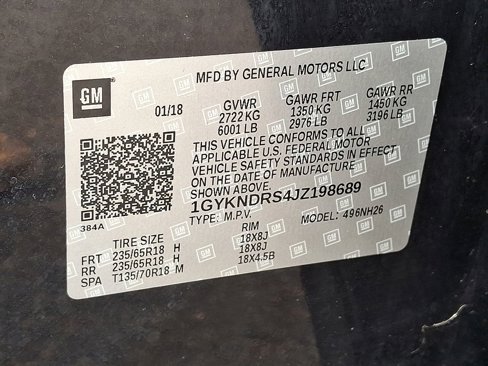 GM
MFD BY GENERAL MOTORS LLC
01/18 GVWR GAWR FRT GAWR RR
2722 KG 1350 KG 1450 KG
6001 LB 2976 LB 3196 LB
THIS VEHICLE CONFORMS TO ALL
APPLICABLE U.S. FEDERAL MOTOR
VEHICLE SAFETY STANDARDS IN EFFECT
ON THE DATE OF MANUFACTURE
SHOWN ABOVE.
1GYKNDRS4JZ198689
384A TYPE: M.P.V. MODEL: 496NH26
TIRE SIZE RIM
FRT 235/65R18 H 18X8J
RR 235/65R18 H 18X8J
SPA T135/70R18 M 18X4.5B